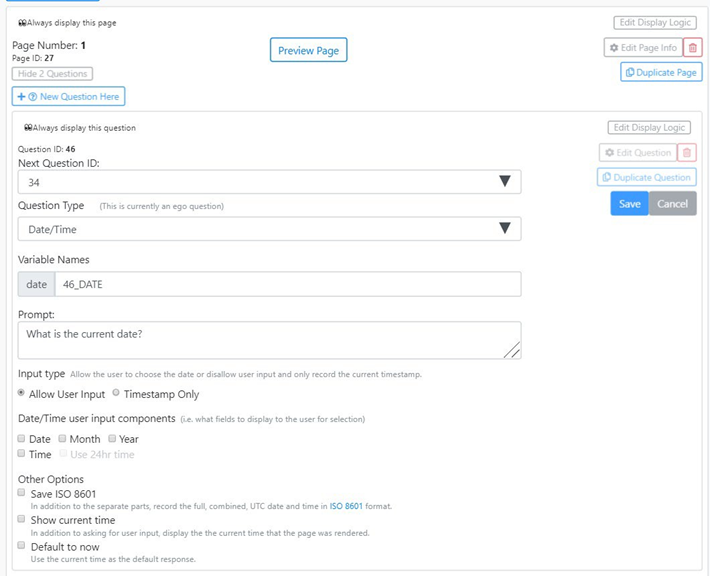 Always display this page
Edit Display Logic
Page Number: 1
Preview Page
Edit Page Info
Page ID: 27
Hide 2 Questions
Duplicate Page
+ New Question Here
Always display this question
Edit Display Logic
Question ID: 46
Edit Question
Next Question ID:
34
Duplicate Question
Save Cancel
Question Type (This is currently an ego question)
Date/Time
Variable Names
date 46_DATE
Prompt:
What is the current date?
Input type Allow the user to choose the date or disallow user input and only record the current timestamp.
Allow User Input Timestamp Only
Date/Time user input components (i.e. what fields to display to the user for selection)
Date Month Year
Time Use 24hr time
Other Options
Save ISO 8601
In addition to the separate parts, record the full, combined, UTC date and time in ISO 8601 format.
Show current time
In addition to asking for user input, display the the current time that the page was rendered.
Default to now
Use the current time as the default response.